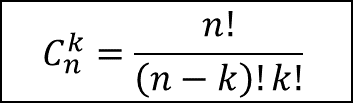 C_n^k = n! / ((n − k)! k!)